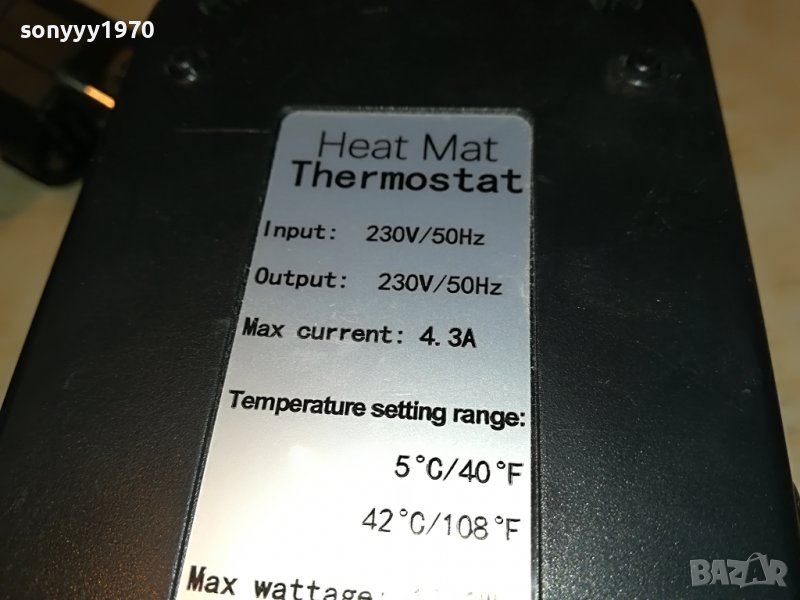 sonyyy1970
Heat Mat
Thermostat
Input: 230V/50Hz
Output: 230V/50Hz
Max current: 4.3A
Temperature setting range:
5°C/40°F
42°C/108°F
Max wattage:
БАZАР